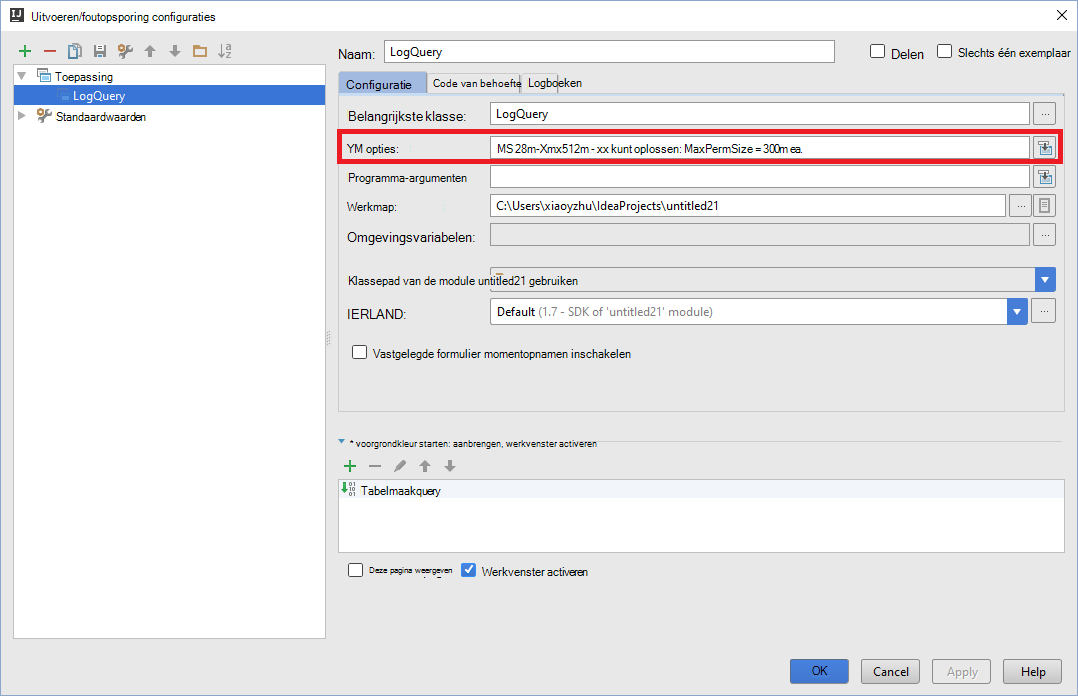 Uitvoeren/foutopsporing configuraties
Naam: LogQuery Delen Slechts één exemplaar
Toepassing
LogQuery
Standaardwaarden
Configuratie Code van behoefte Logboeken
Belangrijkste klasse: LogQuery ...
YM opties: MS 28m-Xmx512m - xx kunt oplossen: MaxPermSize = 300m ea.
Programma-argumenten
Werkmap: C:\Users\xiaoyzhu\IdeaProjects\untitled21 ...
Omgevingsvariabelen: ...
Klassepad van de module untitled21 gebruiken
IERLAND: Default (1.7 - SDK of 'untitled21' module) ...
Vastgelegde formulier momentopnamen inschakelen
* voorgrondkleur starten: aanbrengen, werkvenster activeren
Tabelmaakquery
Deze pagina weergeven Werkvenster activeren
OK Cancel Apply Help